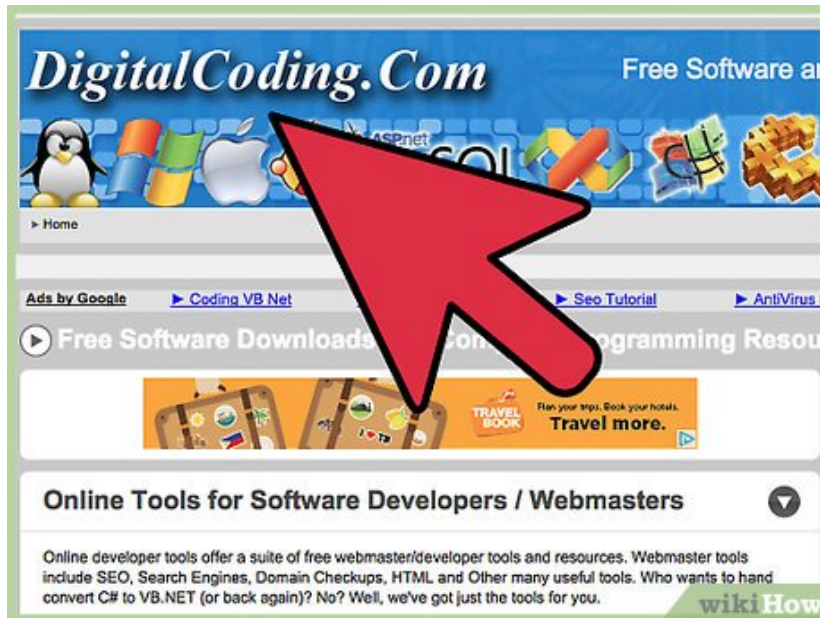 DigitalCoding.Com
Free Software
ASP.net
SQL
C#
► Home
Ads by Google
► Coding VB Net
► Seo Tutorial
► AntiVirus
Free Software Downloads
Programming
Plan your trips. Book your hotels.
TRAVEL BOOK
Travel more.
Online Tools for Software Developers / Webmasters
Online developer tools offer a suite of free webmaster/developer tools and resources. Webmaster tools
include SEO, Search Engines, Domain Checkups, HTML and Other many useful tools. Who wants to hand
convert C# to VB.NET (or back again)? No? Well, we've got just the tools for you.
wikiHow